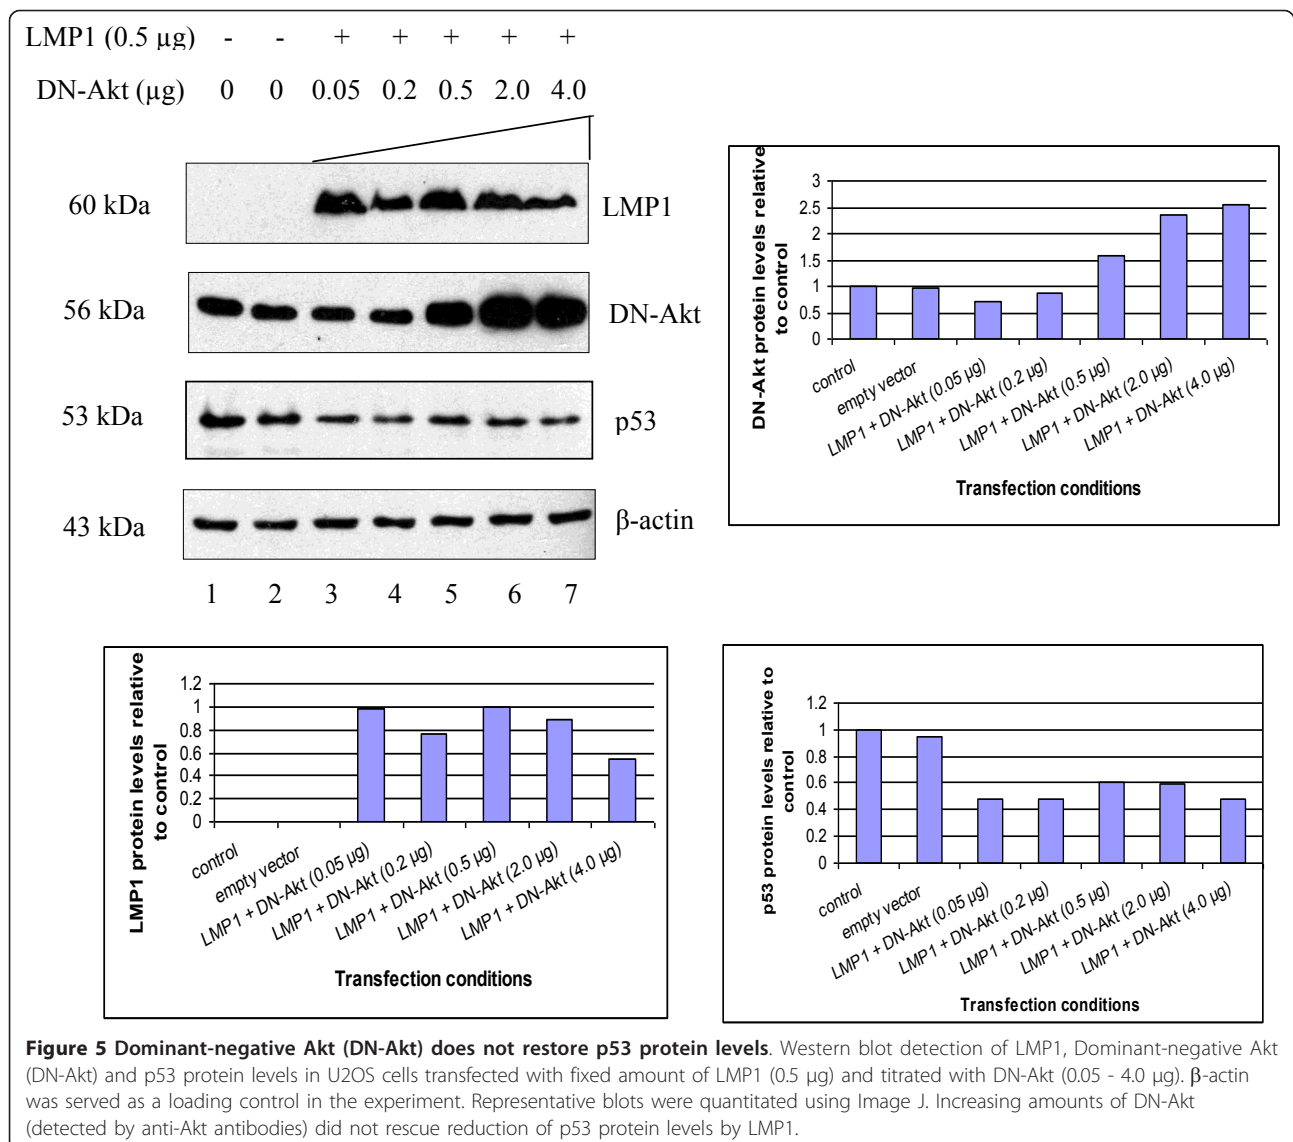 LMP1 (0.5 µg) - - + + + + +
DN-Akt (µg) 0 0 0.05 0.2 0.5 2.0 4.0
60 kDa LMP1
56 kDa DN-Akt
53 kDa p53
43 kDa β-actin
1 2 3 4 5 6 7
DN-Akt protein levels relative
to control
3
2.5
2
1.5
1
0.5
0
control
empty vector
LMP1 + DN-Akt (0.05 µg)
LMP1 + DN-Akt (0.2 µg)
LMP1 + DN-Akt (0.5 µg)
LMP1 + DN-Akt (2.0 µg)
LMP1 + DN-Akt (4.0 µg)
Transfection conditions
LMP1 protein levels relative
to control
1.2
1
0.8
0.6
0.4
0.2
0
control
empty vector
LMP1 + DN-Akt (0.05 µg)
LMP1 + DN-Akt (0.2 µg)
LMP1 + DN-Akt (0.5 µg)
LMP1 + DN-Akt (2.0 µg)
LMP1 + DN-Akt (4.0 µg)
Transfection conditions
p53 protein levels relative to
control
1.2
1
0.8
0.6
0.4
0.2
0
control
empty vector
LMP1 + DN-Akt (0.05 µg)
LMP1 + DN-Akt (0.2 µg)
LMP1 + DN-Akt (0.5 µg)
LMP1 + DN-Akt (2.0 µg)
LMP1 + DN-Akt (4.0 µg)
Transfection conditions
Figure 5 Dominant-negative Akt (DN-Akt) does not restore p53 protein levels. Western blot detection of LMP1, Dominant-negative Akt
(DN-Akt) and p53 protein levels in U2OS cells transfected with fixed amount of LMP1 (0.5 µg) and titrated with DN-Akt (0.05 - 4.0 µg). β-actin
was served as a loading control in the experiment. Representative blots were quantitated using Image J. Increasing amounts of DN-Akt
(detected by anti-Akt antibodies) did not rescue reduction of p53 protein levels by LMP1.